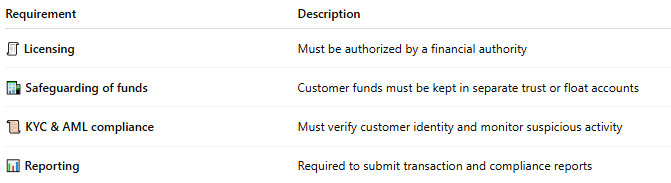 Requirement Description
🧾 Licensing Must be authorized by a financial authority
🏦 Safeguarding of funds Customer funds must be kept in separate trust or float accounts
📜 KYC & AML compliance Must verify customer identity and monitor suspicious activity
📊 Reporting Required to submit transaction and compliance reports